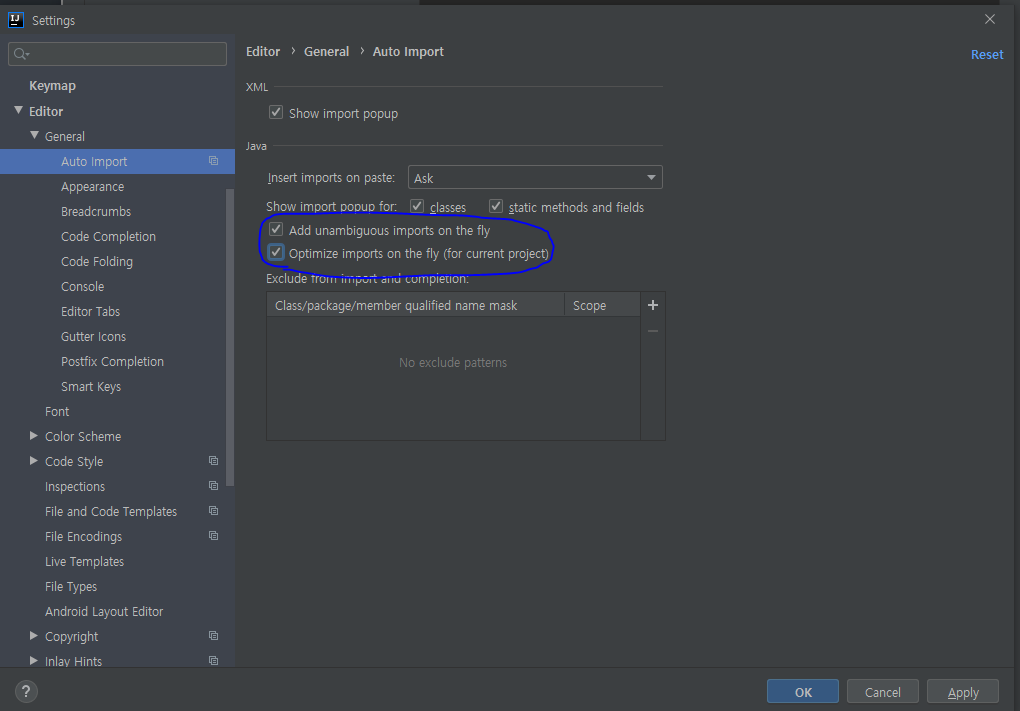 IJ
Settings
Keymap
Editor
General
Auto Import
Appearance
Breadcrumbs
Code Completion
Code Folding
Console
Editor Tabs
Gutter Icons
Postfix Completion
Smart Keys
Font
Color Scheme
Code Style
Inspections
File and Code Templates
File Encodings
Live Templates
File Types
Android Layout Editor
Copyright
Inlay Hints
Editor › General › Auto Import
Reset
XML
Show import popup
Java
Insert imports on paste: Ask
Show import popup for: classes static methods and fields
Add unambiguous imports on the fly
Optimize imports on the fly (for current project)
Exclude from import and completion:
Class/package/member qualified name mask Scope
No exclude patterns
? OK Cancel Apply